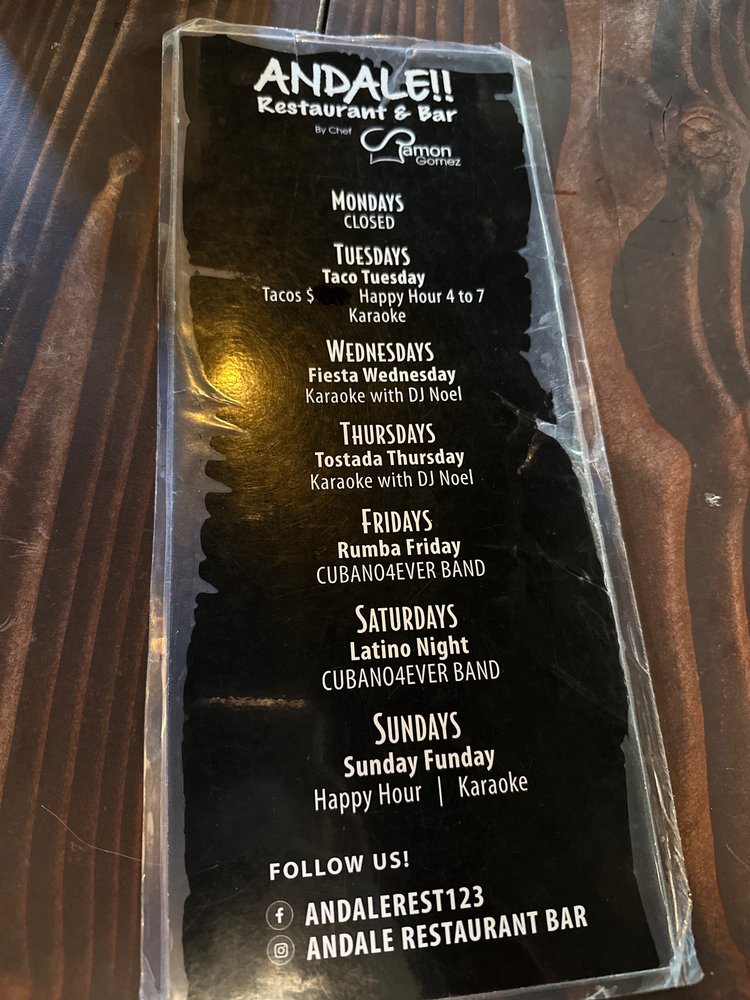 ANDALE!!
Restaurant & Bar
By Chef Ramon
Gomez
MONDAYS
CLOSED
TUESDAYS
Taco Tuesday
Tacos $ Happy Hour 4 to 7
Karaoke
WEDNESDAYS
Fiesta Wednesday
Karaoke with DJ Noel
THURSDAYS
Tostada Thursday
Karaoke with DJ Noel
FRIDAYS
Rumba Friday
CUBANO4EVER BAND
SATURDAYS
Latino Night
CUBANO4EVER BAND
SUNDAYS
Sunday Funday
Happy Hour | Karaoke
FOLLOW US!
ANDALEREST123
ANDALE RESTAURANT BAR